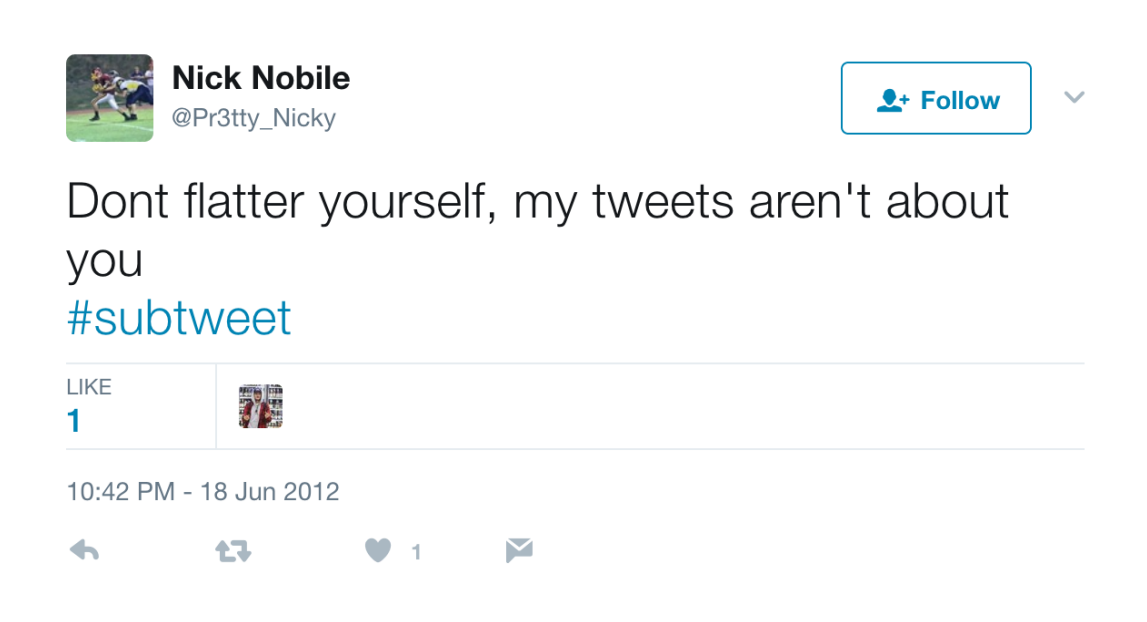 Nick Nobile
@Pr3tty_Nicky
Follow
Dont flatter yourself, my tweets aren't about
you
#subtweet
LIKE
1
10:42 PM - 18 Jun 2012
1